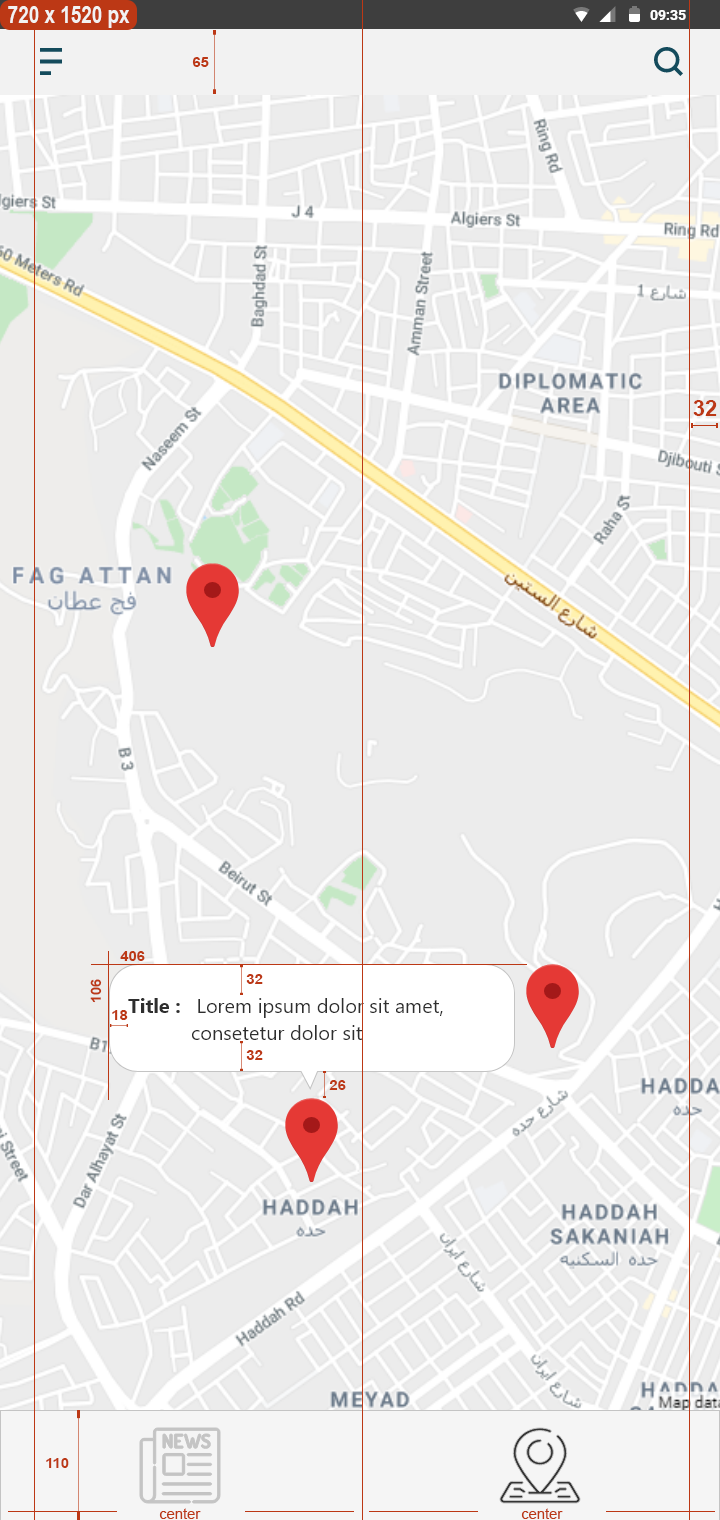 720 x 1520 px
09:35
65
Ring Rd
lgiers St
J 4
Algiers St
Ring Rd
50 Meters Rd
Baghdad St
Amman Street
شارع 1
DIPLOMATIC
AREA
32
Naseem St
Djibouti S
Raha St
FAG ATTAN
فج عطان
شارع الستين
B 3
Beirut St
406
106
32
Title : Lorem ipsum dolor sit amet,
18
consetetur dolor sit
32
B1
26
HADDA
حده
شارع حده
Street
Dar Alhayat St
HADDAH
حده
HADDAH
SAKANIAH
حده السكنيه
شارع ايران
Haddah Rd
شارع ايران
MEYAD
HADDA
Map data
NEWS
110
center
center